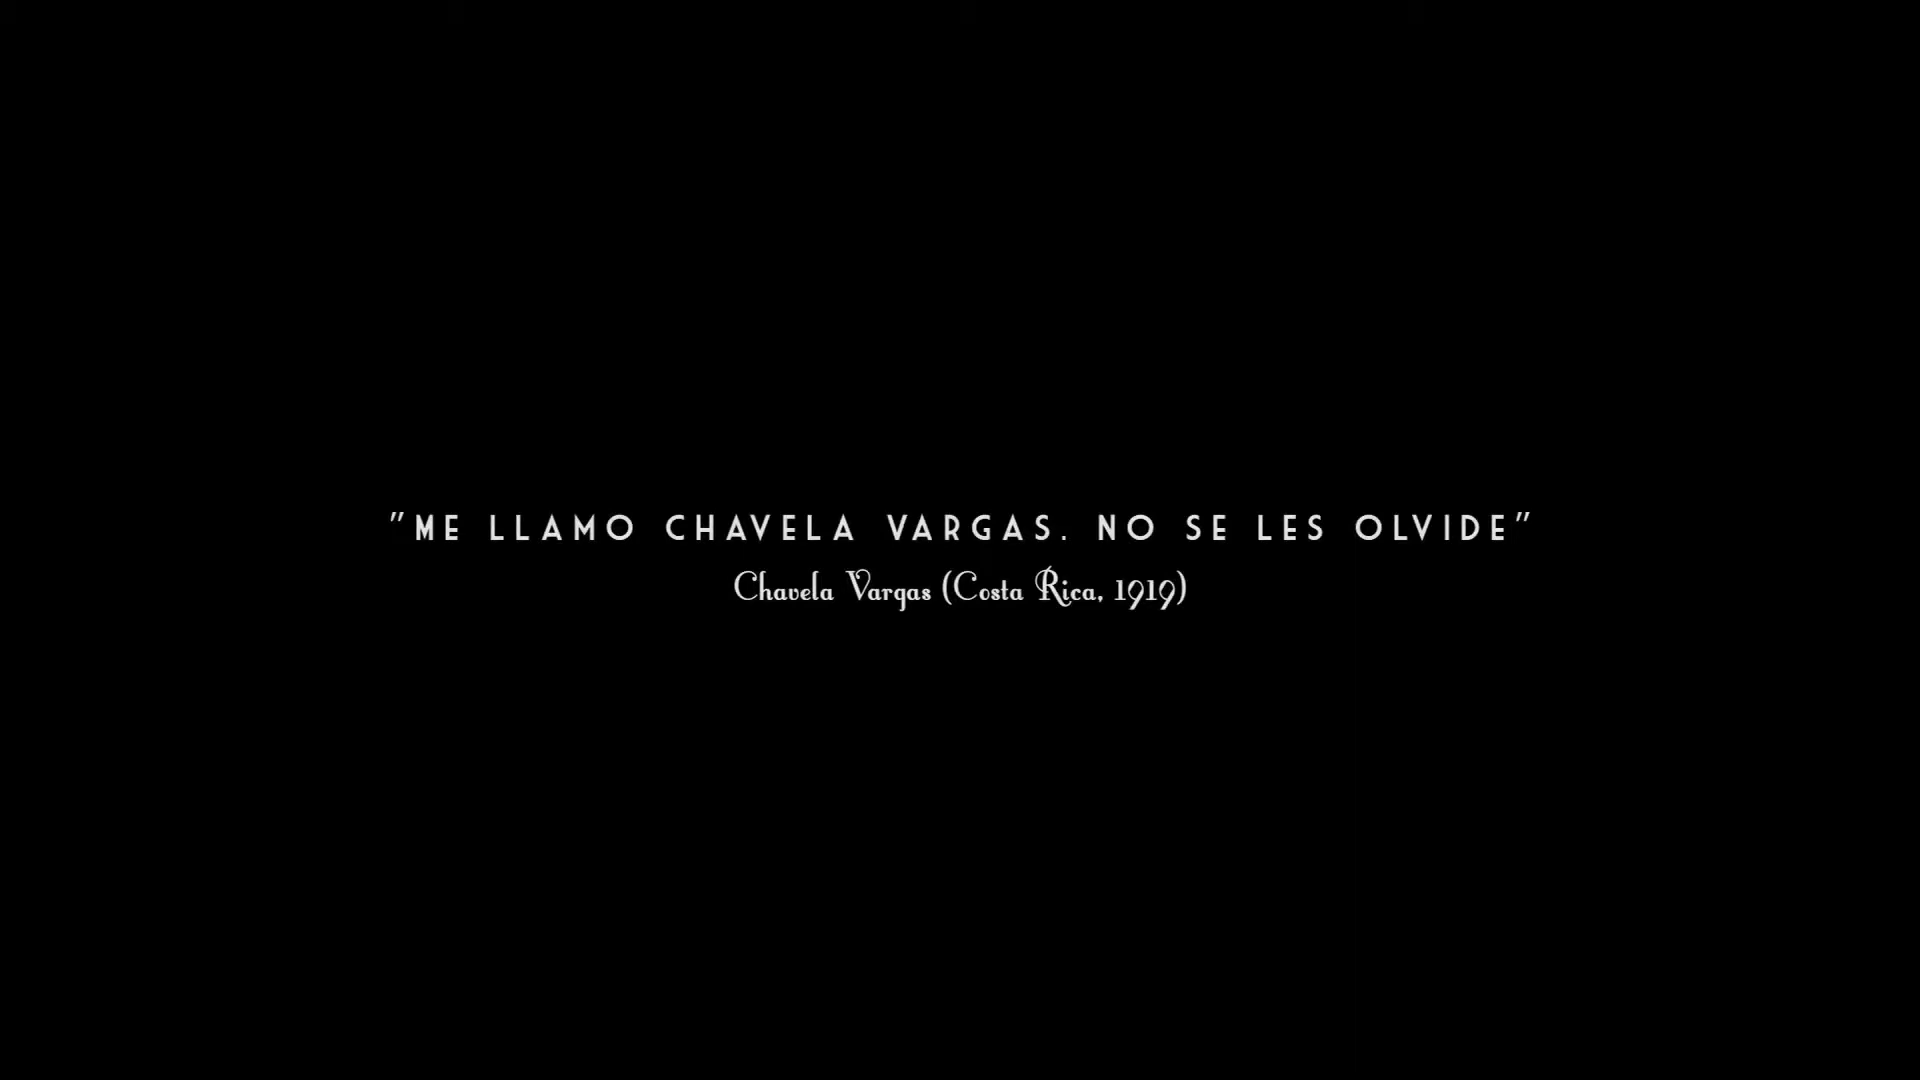 "ME LLAMO CHAVELA VARGAS. NO SE LES OLVIDE"
Chavela Vargas (Costa Rica, 1919)